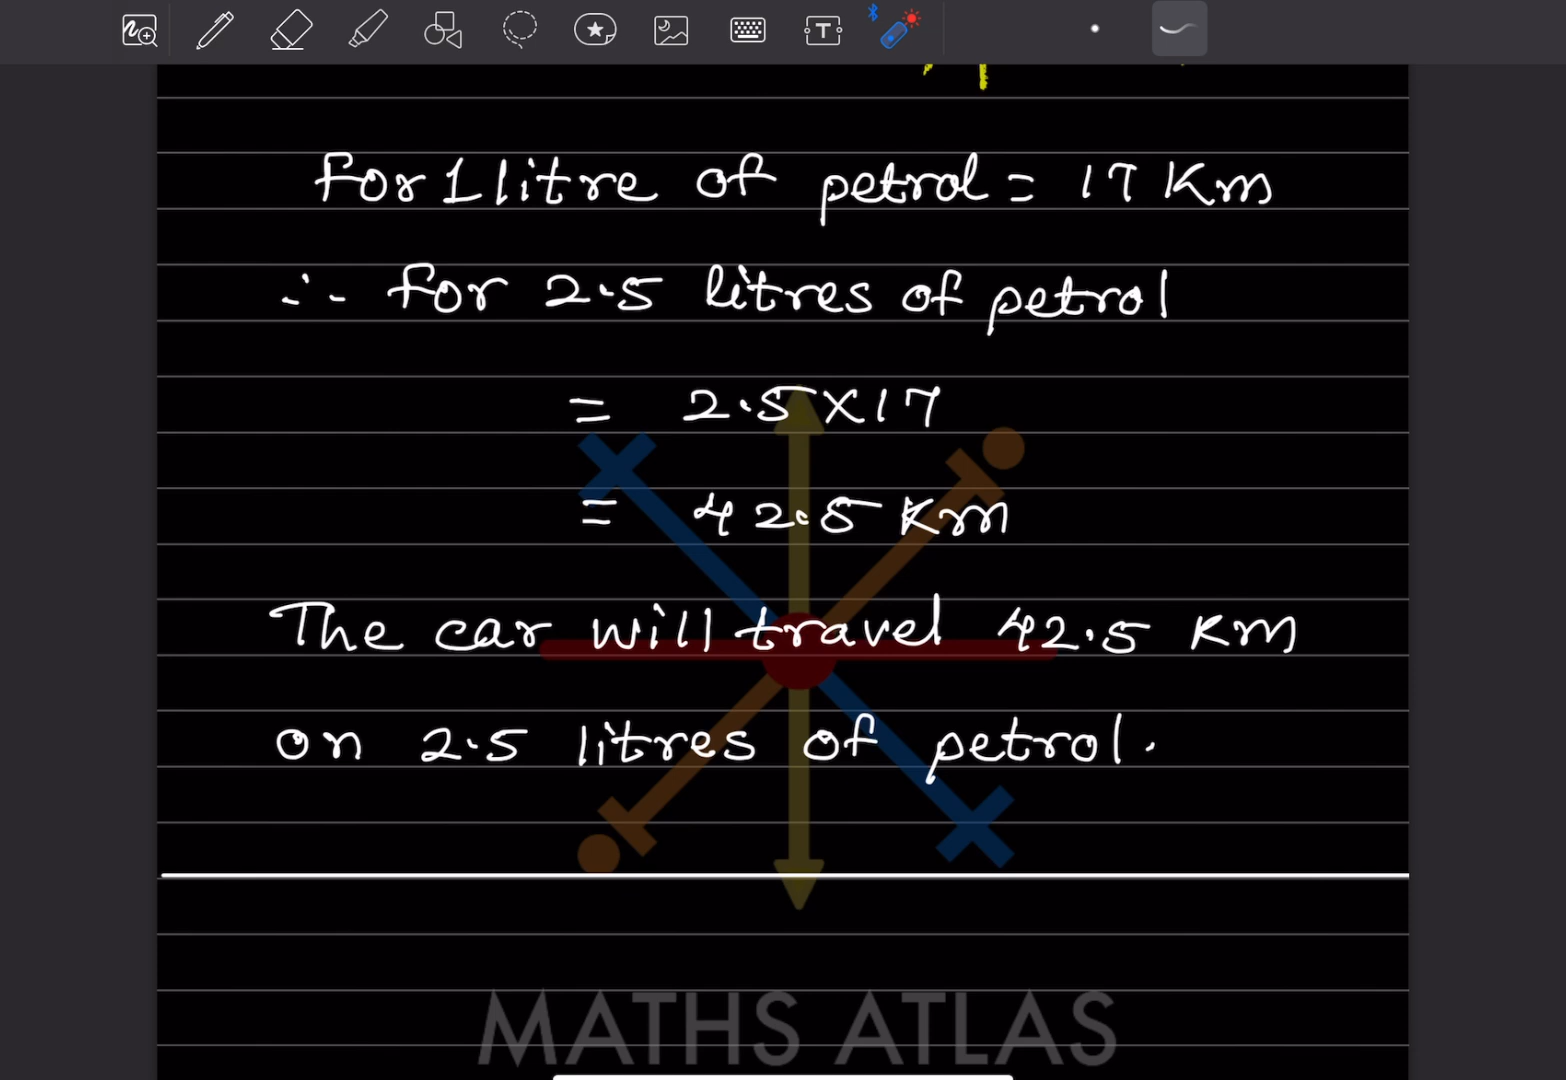 For 1 litre of petrol = 17 Km
∴ for 2.5 litres of petrol
= 2.5 × 17
= 42.5 Km
The car will travel 42.5 Km
on 2.5 litres of petrol.
MATHS ATLAS